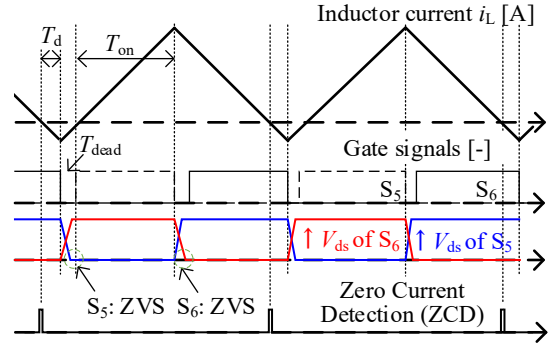 Inductor current iL [A]
Td
Ton
Tdead
Gate signals [-]
S5
S6
↑ Vds of S6
↑ Vds of S5
S5: ZVS
S6: ZVS
Zero Current
Detection (ZCD)